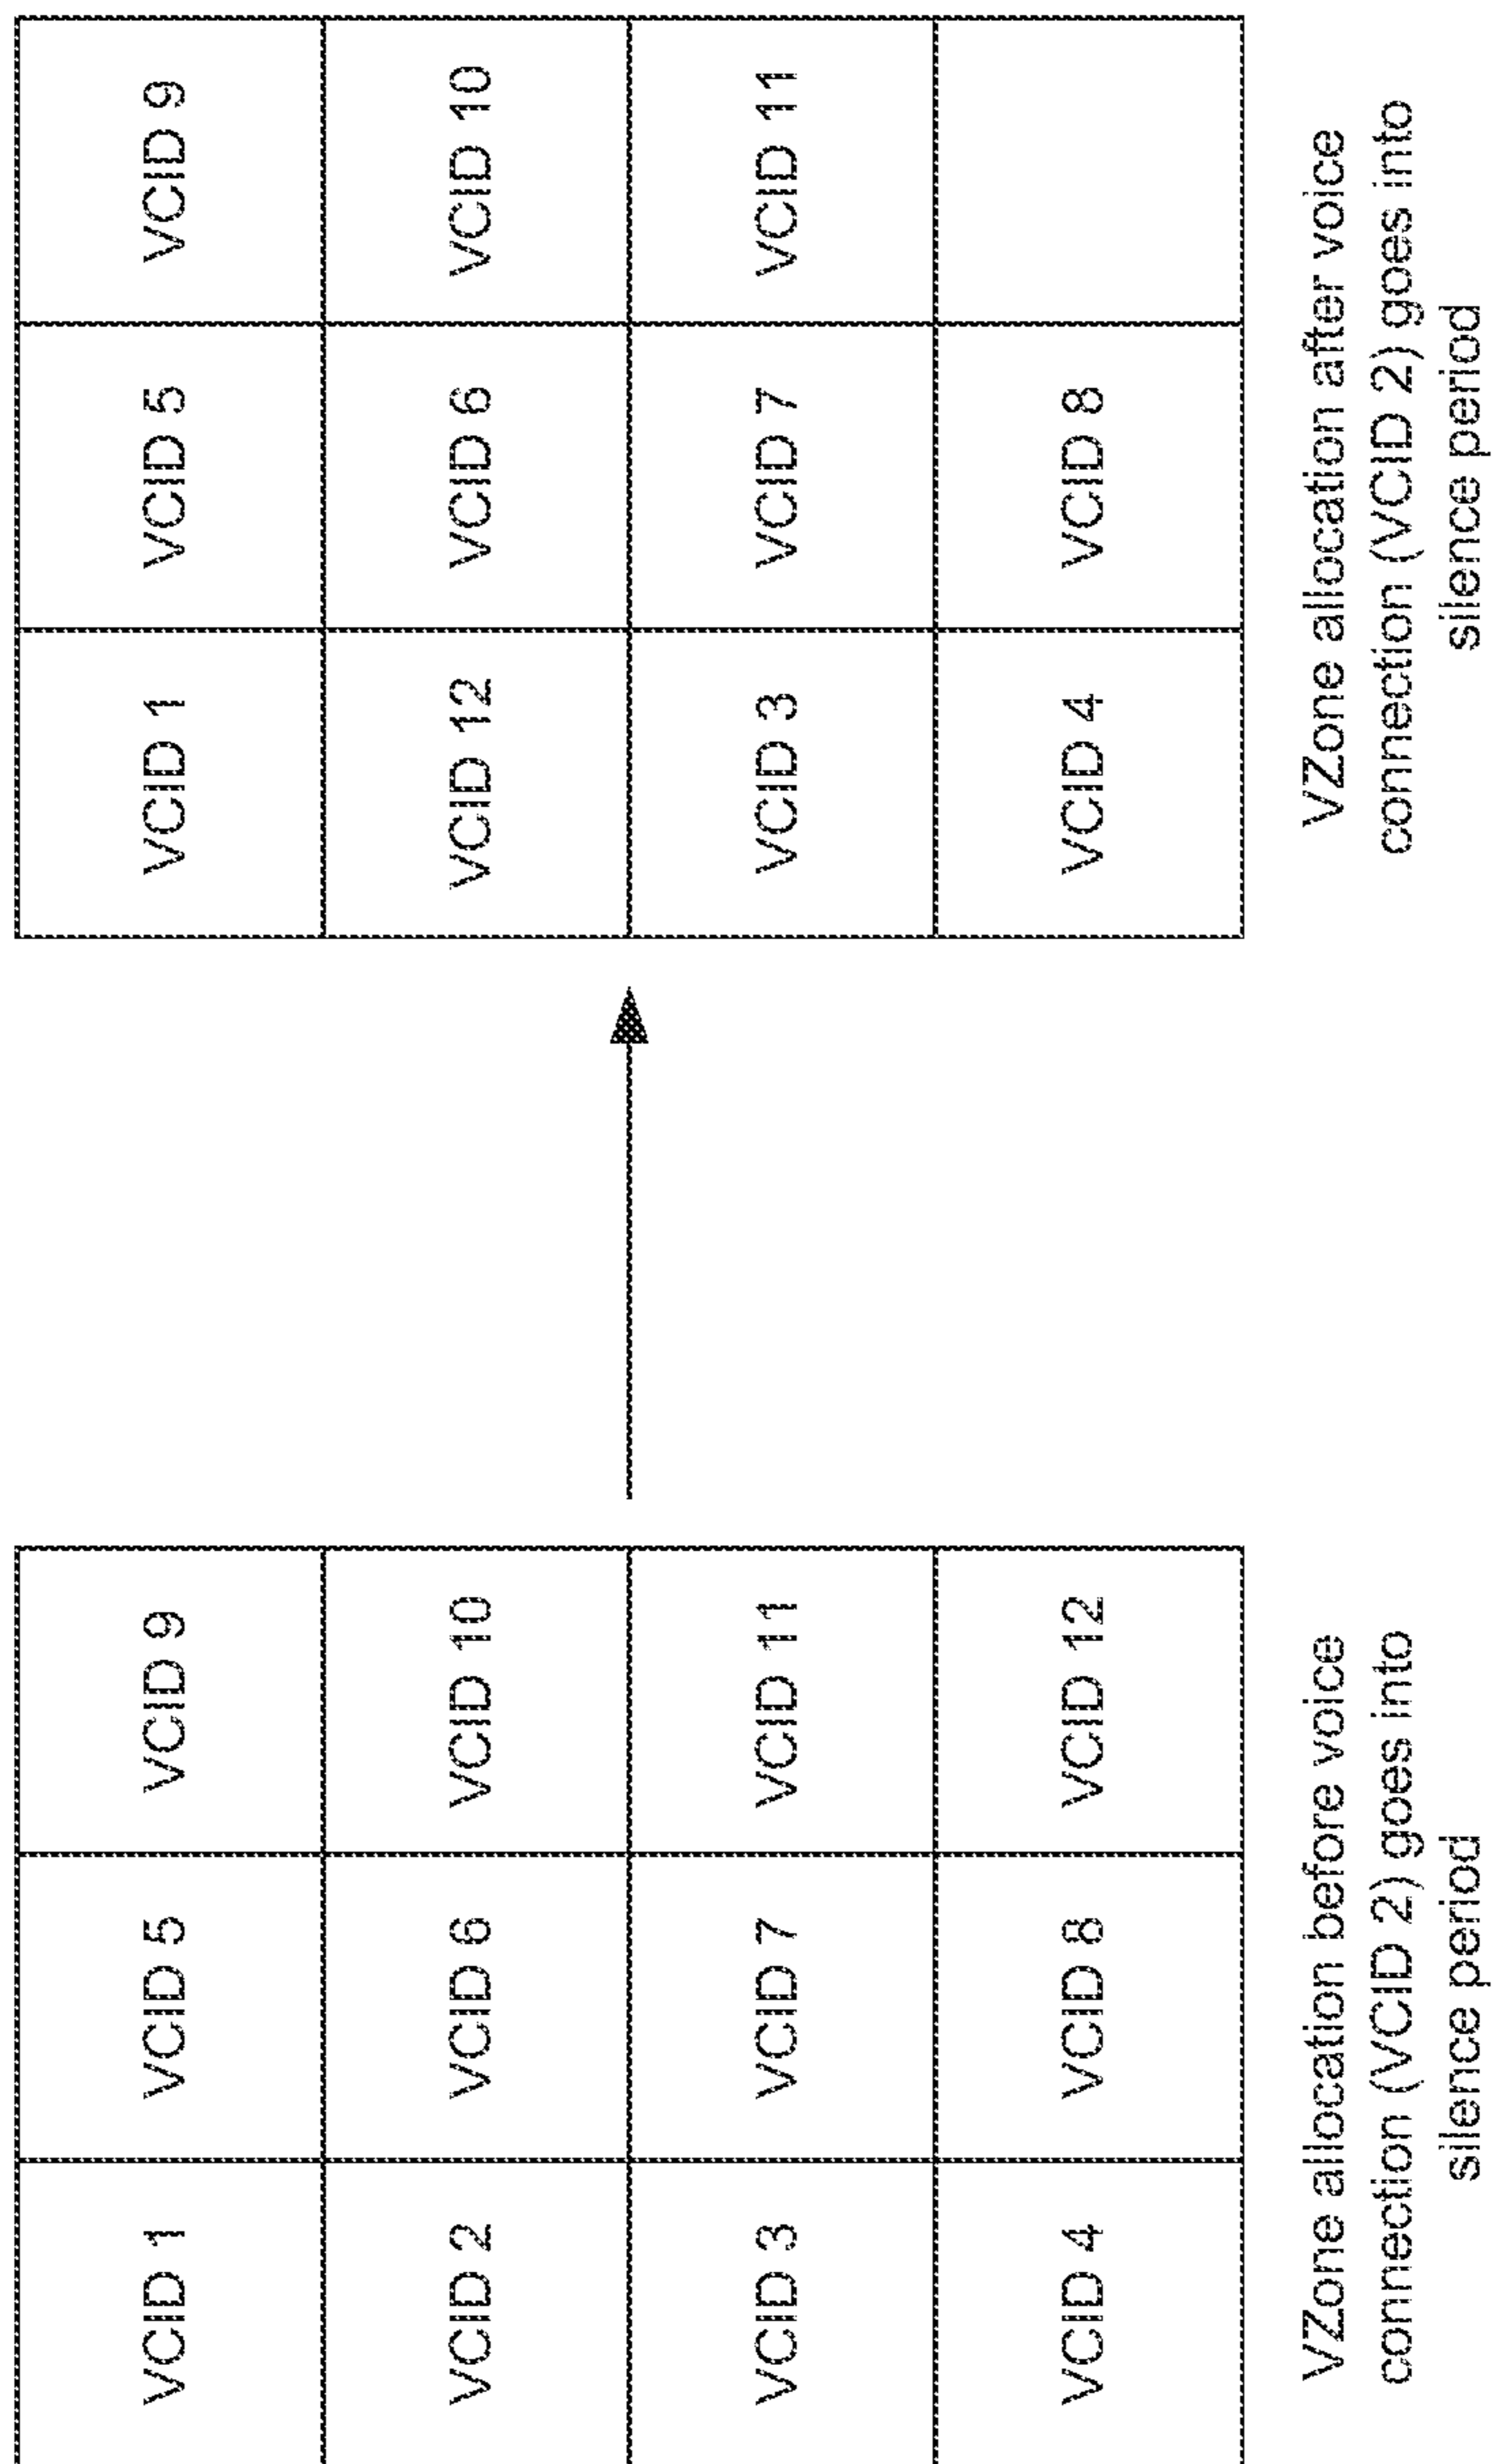 VCID 1
VCID 5
VCID 9
VCID 2
VCID 6
VCID 10
VCID 3
VCID 7
VCID 11
VCID 4
VCID 8
VCID 12
VZone allocation before voice
connection (VCID 2) goes into
silence period
VCID 1
VCID 5
VCID 9
VCID 12
VCID 6
VCID 10
VCID 3
VCID 7
VCID 11
VCID 4
VCID 8
VZone allocation after voice
connection (VCID 2) goes into
silence period